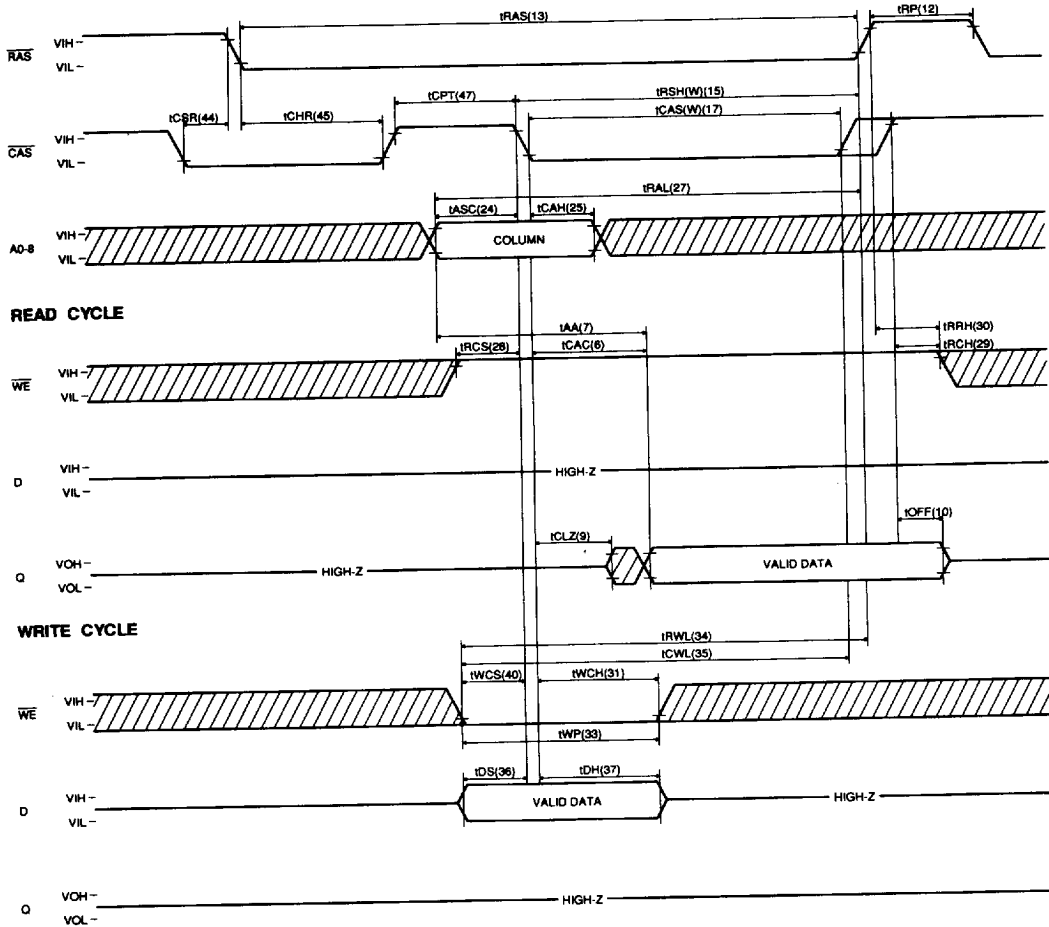 tRAS(13) tRP(12)
RAS VIH
VIL
tCPT(47) tRSH(W)(15)
tCSR(44) tCHR(45) tCAS(W)(17)
CAS VIH
VIL
tRAL(27)
tASC(24) tCAH(25)
A0-8 VIH
VIL
COLUMN
READ CYCLE
tAA(7) tRRH(30)
tRCS(28) tCAC(6) tRCH(29)
WE VIH
VIL
D VIH
VIL
HIGH-Z
tOFF(10)
tCLZ(9)
Q VOH
VOL
HIGH-Z VALID DATA
WRITE CYCLE
tRWL(34)
tCWL(35)
tWCS(40) tWCH(31)
WE VIH
VIL
tWP(33)
tDS(36) tDH(37)
D VIH
VIL
VALID DATA HIGH-Z
Q VOH
VOL
HIGH-Z